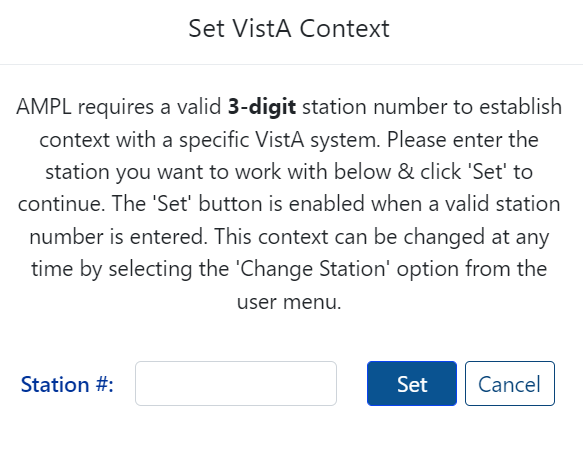 Set VistA Context
AMPL requires a valid 3-digit station number to establish
context with a specific VistA system. Please enter the
station you want to work with below & click 'Set' to
continue. The 'Set' button is enabled when a valid station
number is entered. This context can be changed at any
time by selecting the 'Change Station' option from the
user menu.
Station #: Set Cancel